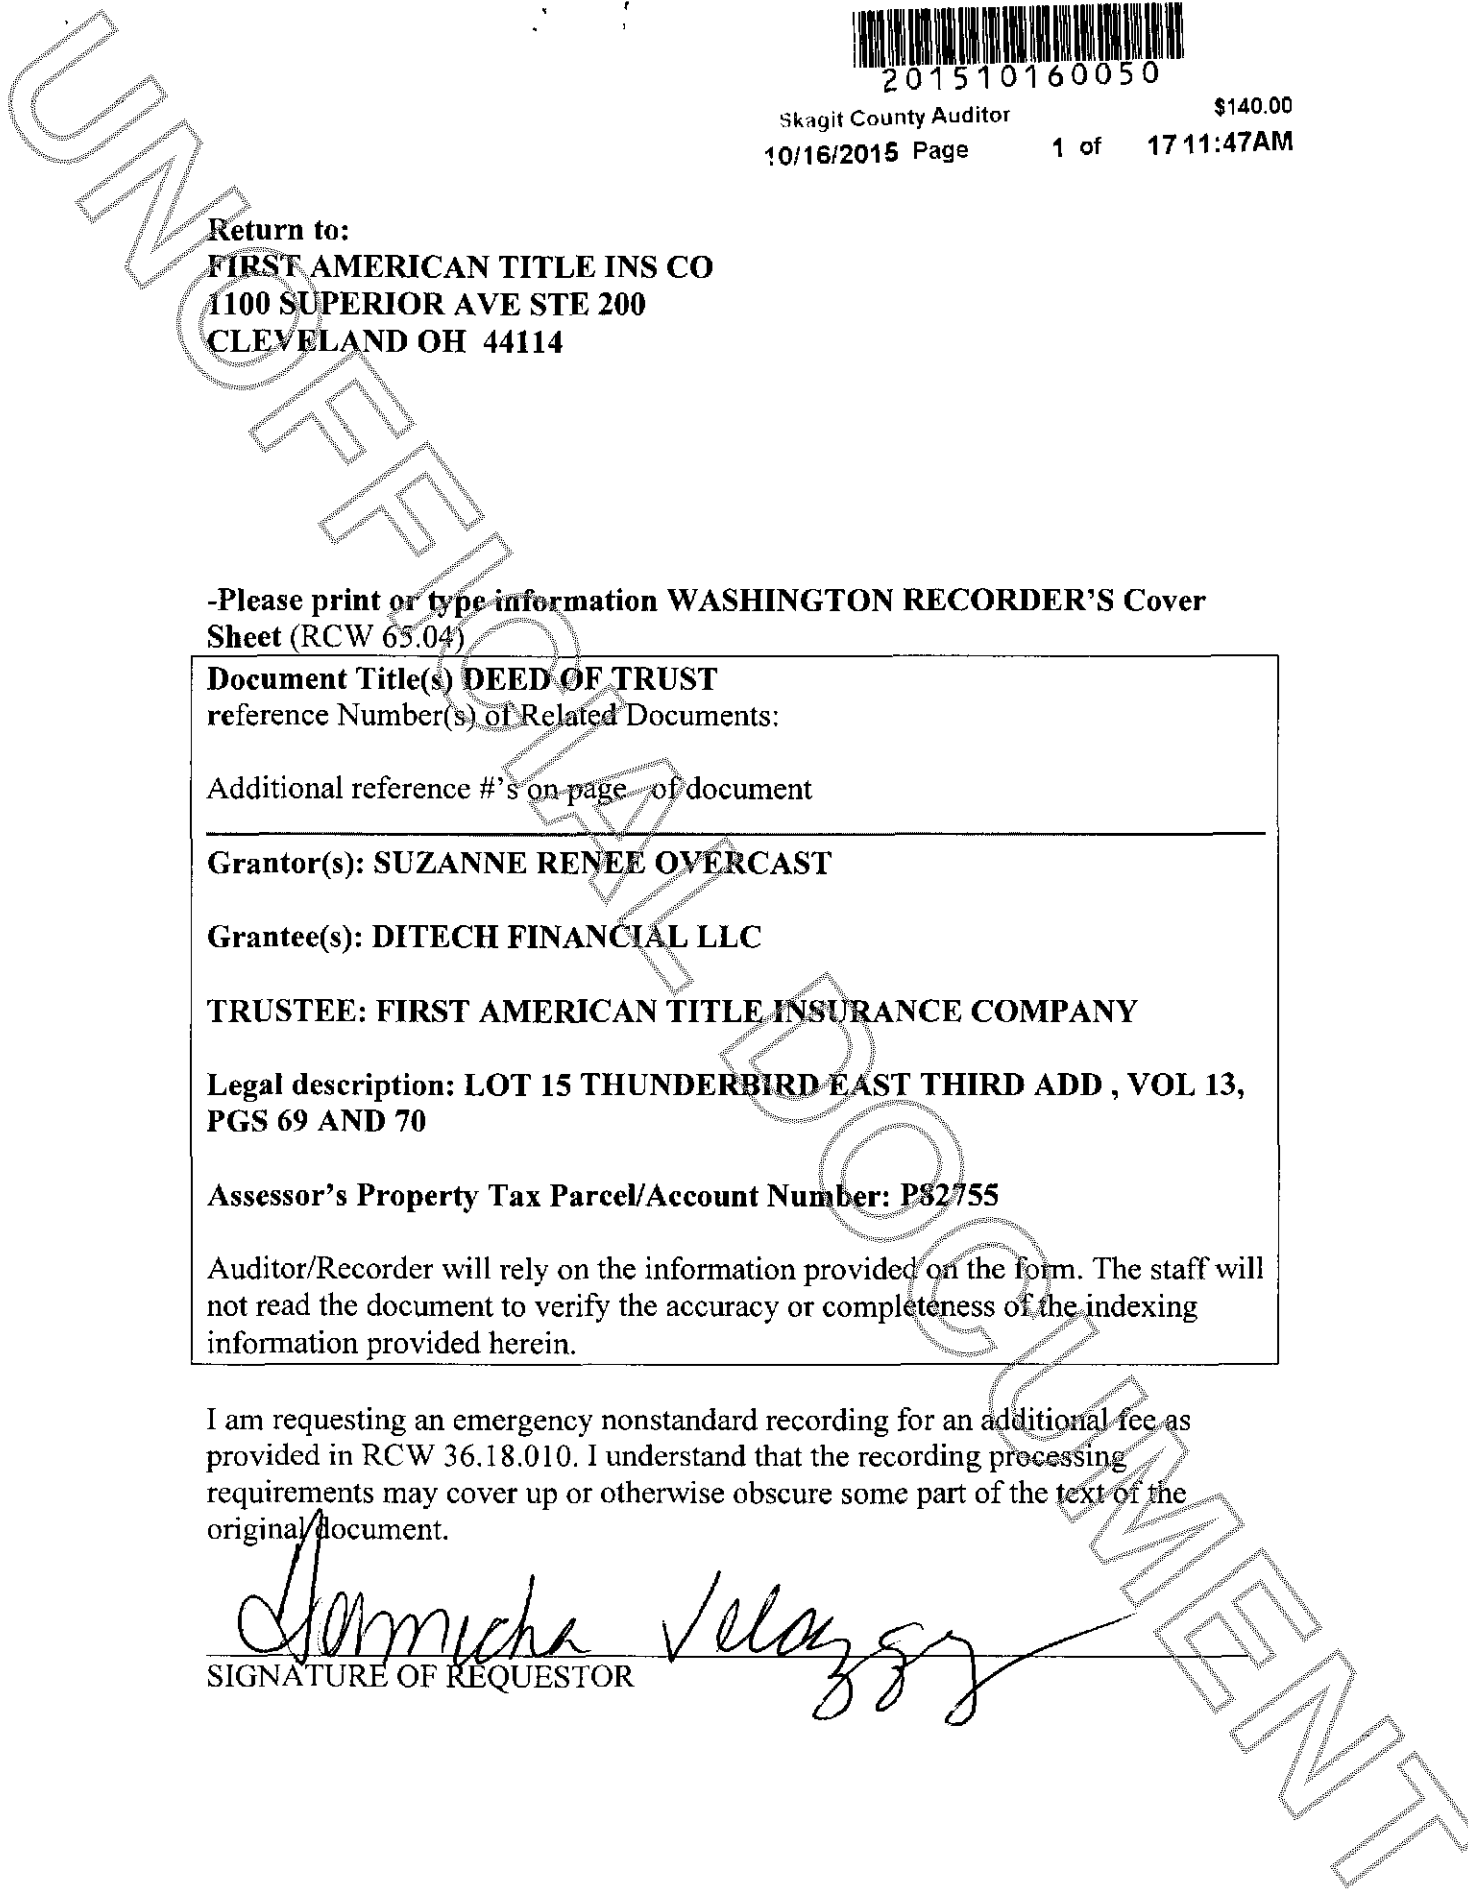 201510160050
Skagit County Auditor $140.00
10/16/2015 Page 1 of 17 11:47AM
Return to:
FIRST AMERICAN TITLE INS CO
1100 SUPERIOR AVE STE 200
CLEVELAND OH 44114
-Please print or type information WASHINGTON RECORDER'S Cover
Sheet (RCW 65.04)
Document Title(s) DEED OF TRUST
reference Number(s) of Related Documents:
Additional reference #'s on page of document
Grantor(s): SUZANNE RENEE OVERCAST
Grantee(s): DITECH FINANCIAL LLC
TRUSTEE: FIRST AMERICAN TITLE INSURANCE COMPANY
Legal description: LOT 15 THUNDERBIRD EAST THIRD ADD , VOL 13,
PGS 69 AND 70
Assessor's Property Tax Parcel/Account Number: P82755
Auditor/Recorder will rely on the information provided on the form. The staff will
not read the document to verify the accuracy or completeness of the indexing
information provided herein.
I am requesting an emergency nonstandard recording for an additional fee as
provided in RCW 36.18.010. I understand that the recording processing
requirements may cover up or otherwise obscure some part of the text of the
original document.
SIGNATURE OF REQUESTOR
UNOFFICIAL DOCUMENT